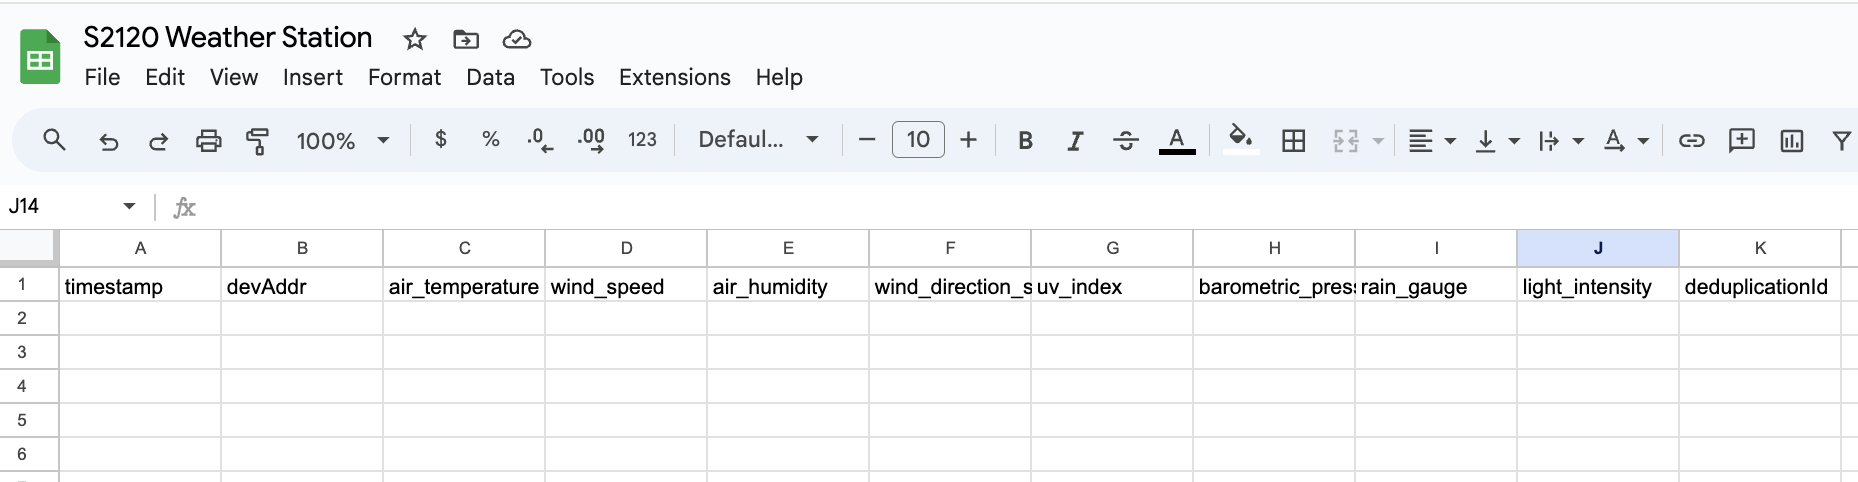 S2120 Weather Station
File Edit View Insert Format Data Tools Extensions Help
100% $ % .0 .00 123 Defaul... 10 B I S A A
J14 fx
A B C D E F G H I J K
1 timestamp devAddr air_temperature wind_speed air_humidity wind_direction_s uv_index barometric_press rain_gauge light_intensity deduplicationId
2
3
4
5
6